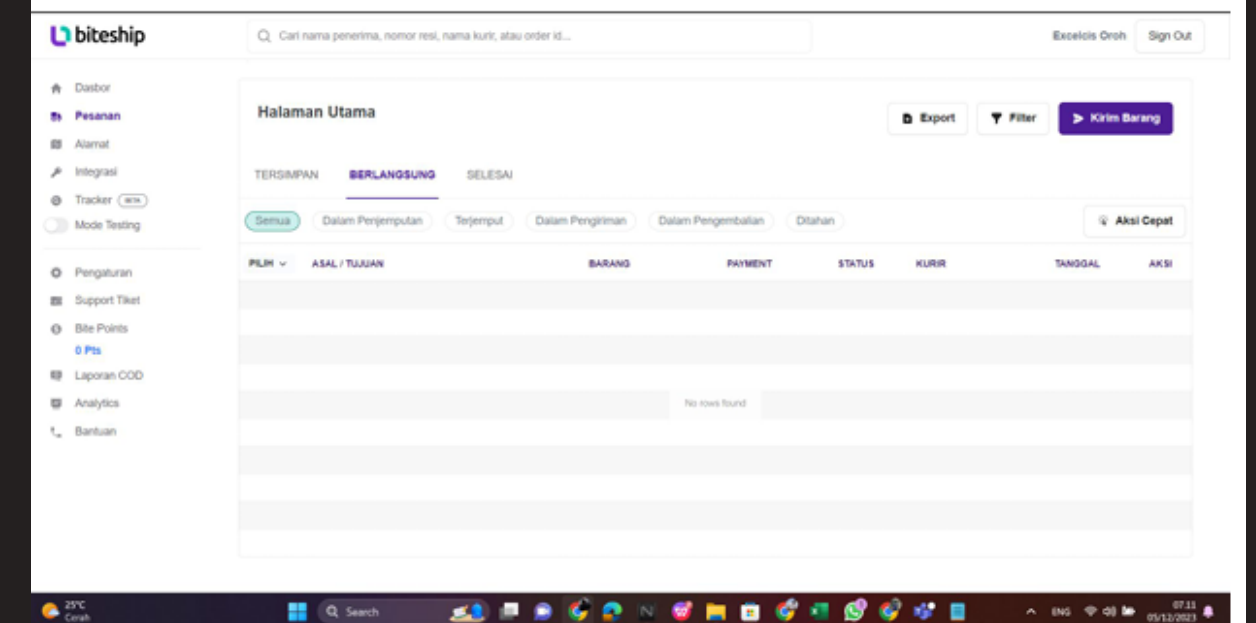 biteship
Cari nama penerima, nomor resi, nama kurir, atau order id...
Excelcis Oroh
Sign Out
Dasbor
Pesanan
Alamat
Integrasi
Tracker BETA
Mode Testing
Pengaturan
Support Tiket
Bite Points
0 Pts
Laporan COD
Analytics
Bantuan
Halaman Utama
Export
Filter
Kirim Barang
TERSIMPAN BERLANGSUNG SELESAI
Semua Dalam Penjemputan Terjemput Dalam Pengiriman Dalam Pengembalian Ditahan
Aksi Cepat
PILIH ASAL / TUJUAN BARANG PAYMENT STATUS KURIR TANGGAL AKSI
No rows found
25°C
Cerah
Search
ENG
07.11
05/12/2023